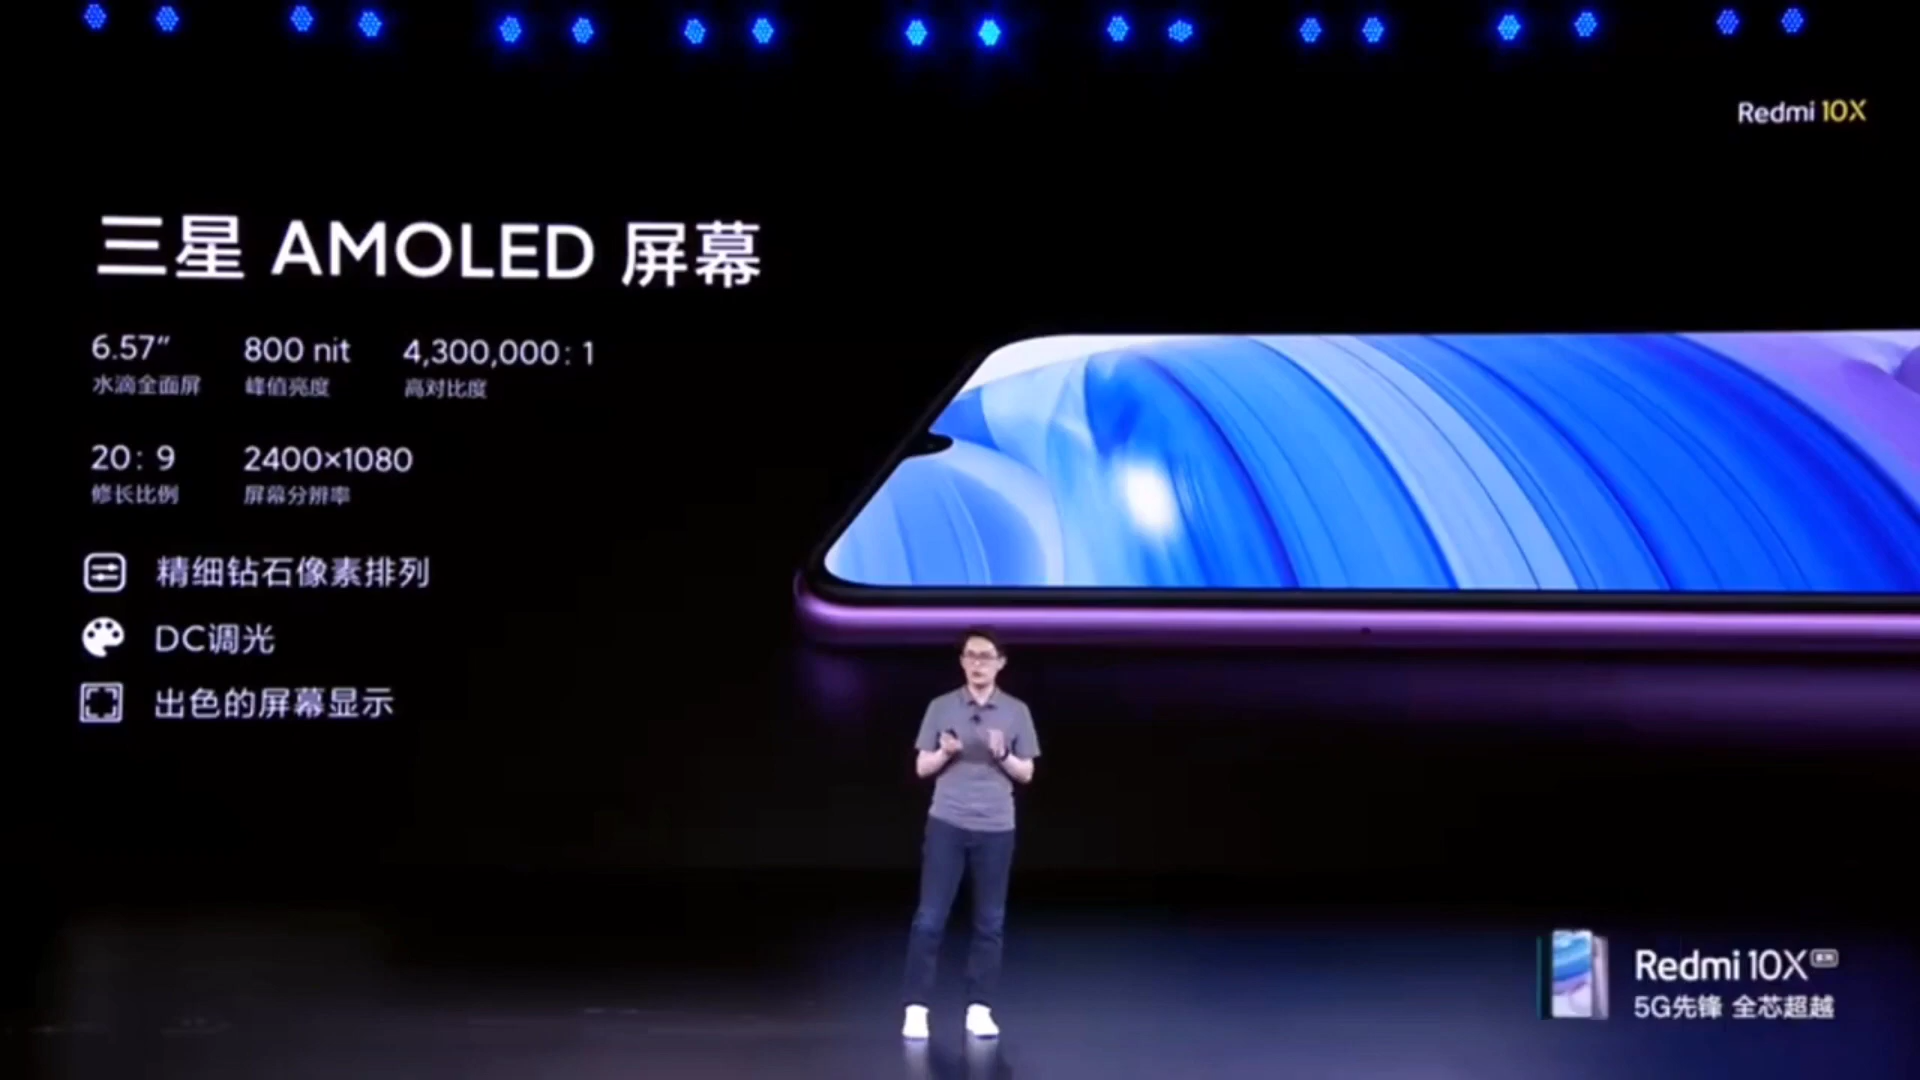 Redmi 10X
三星 AMOLED 屏幕
6.57" 800 nit 4,300,000: 1
水滴全面屏 峰值亮度 高对比度
20: 9 2400×1080
修长比例 屏幕分辨率
精细钻石像素排列
DC调光
出色的屏幕显示
Redmi 10X
5G先锋 全芯超越